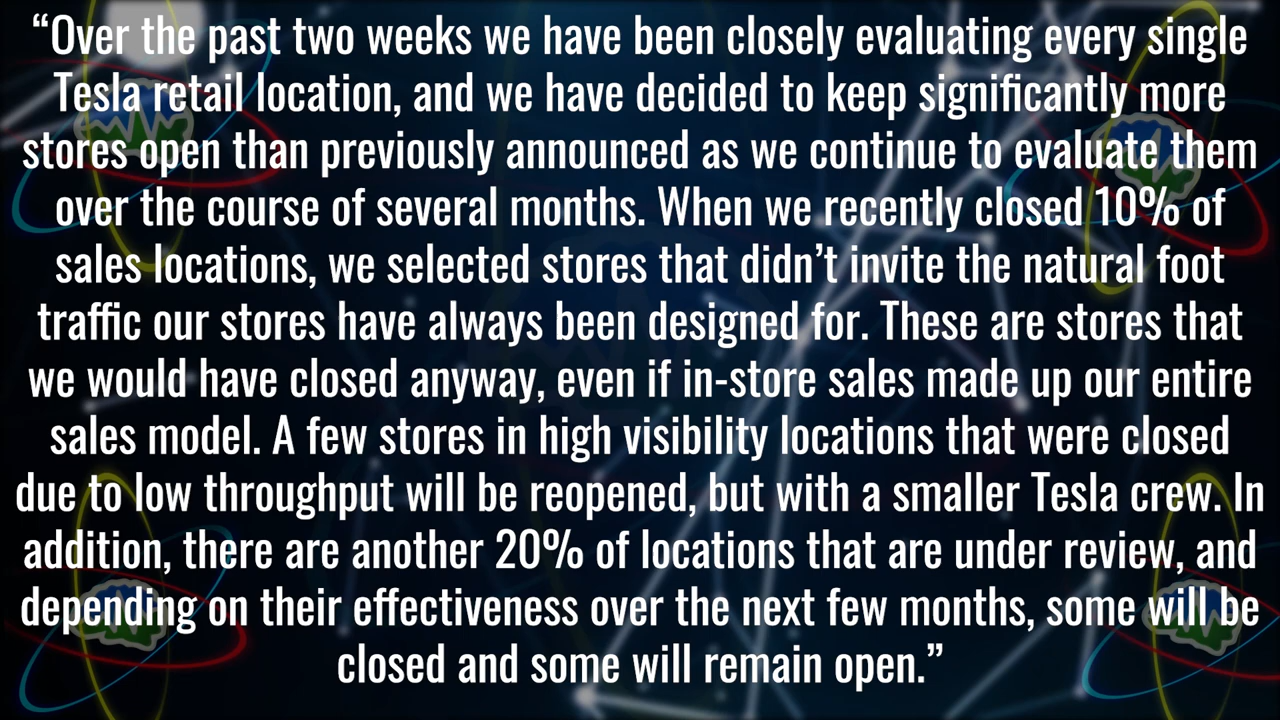 “Over the past two weeks we have been closely evaluating every single
Tesla retail location, and we have decided to keep significantly more
stores open than previously announced as we continue to evaluate them
over the course of several months. When we recently closed 10% of
sales locations, we selected stores that didn’t invite the natural foot
traffic our stores have always been designed for. These are stores that
we would have closed anyway, even if in-store sales made up our entire
sales model. A few stores in high visibility locations that were closed
due to low throughput will be reopened, but with a smaller Tesla crew. In
addition, there are another 20% of locations that are under review, and
depending on their effectiveness over the next few months, some will be
closed and some will remain open.”